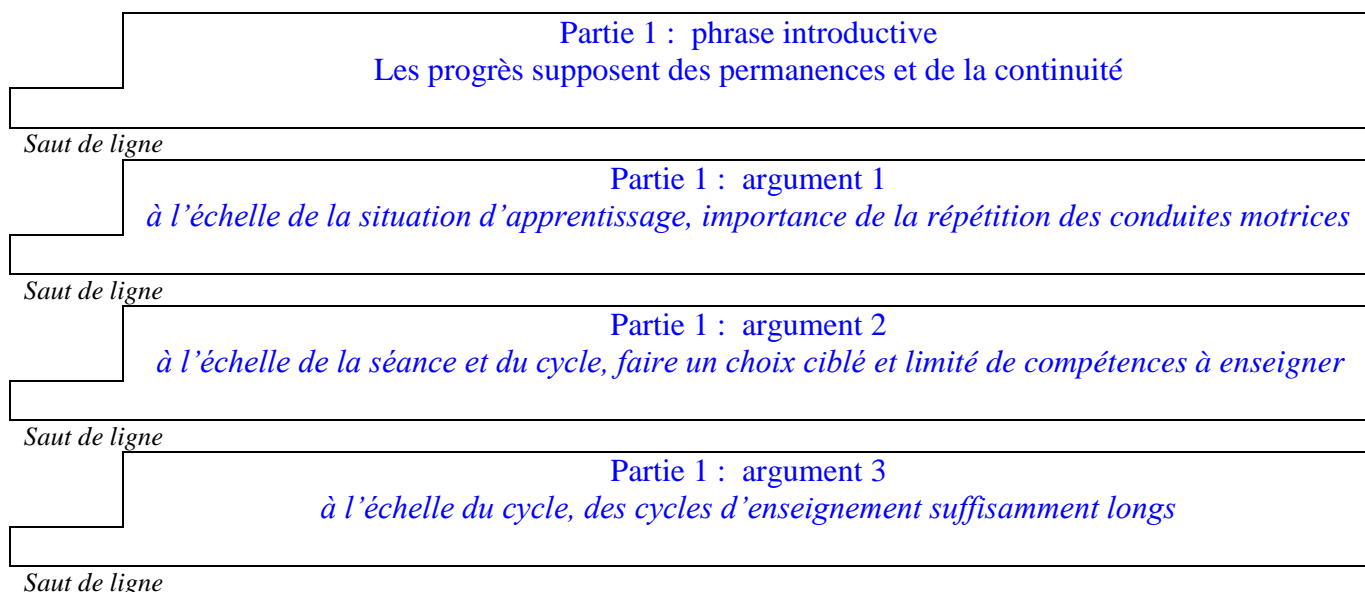 Partie 1 : phrase introductive
Les progrès supposent des permanences et de la continuité
Saut de ligne
Partie 1 : argument 1
à l’échelle de la situation d’apprentissage, importance de la répétition des conduites motrices
Saut de ligne
Partie 1 : argument 2
à l’échelle de la séance et du cycle, faire un choix ciblé et limité de compétences à enseigner
Saut de ligne
Partie 1 : argument 3
à l’échelle du cycle, des cycles d’enseignement suffisamment longs
Saut de ligne